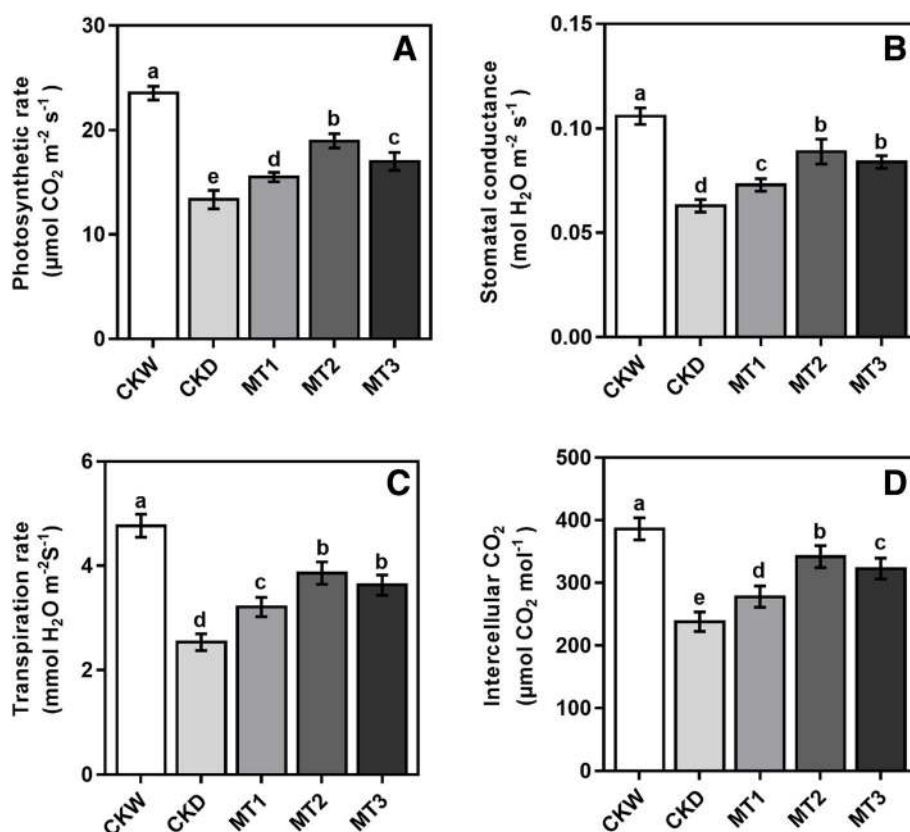 A
Photosynthetic rate
(µmol CO₂ m⁻² s⁻¹)
30
20
10
0
a
e
d
b
c
CKW
CKD
MT1
MT2
MT3
B
Stomatal conductance
(mol H₂O m⁻² s⁻¹)
0.15
0.10
0.05
0.00
a
d
c
b
b
CKW
CKD
MT1
MT2
MT3
C
Transpiration rate
(mmol H₂O m⁻²S⁻¹)
6
4
2
0
a
d
c
b
b
CKW
CKD
MT1
MT2
MT3
D
Intercellular CO₂
(µmol CO₂ mol⁻¹)
500
400
300
200
100
0
a
e
d
b
c
CKW
CKD
MT1
MT2
MT3